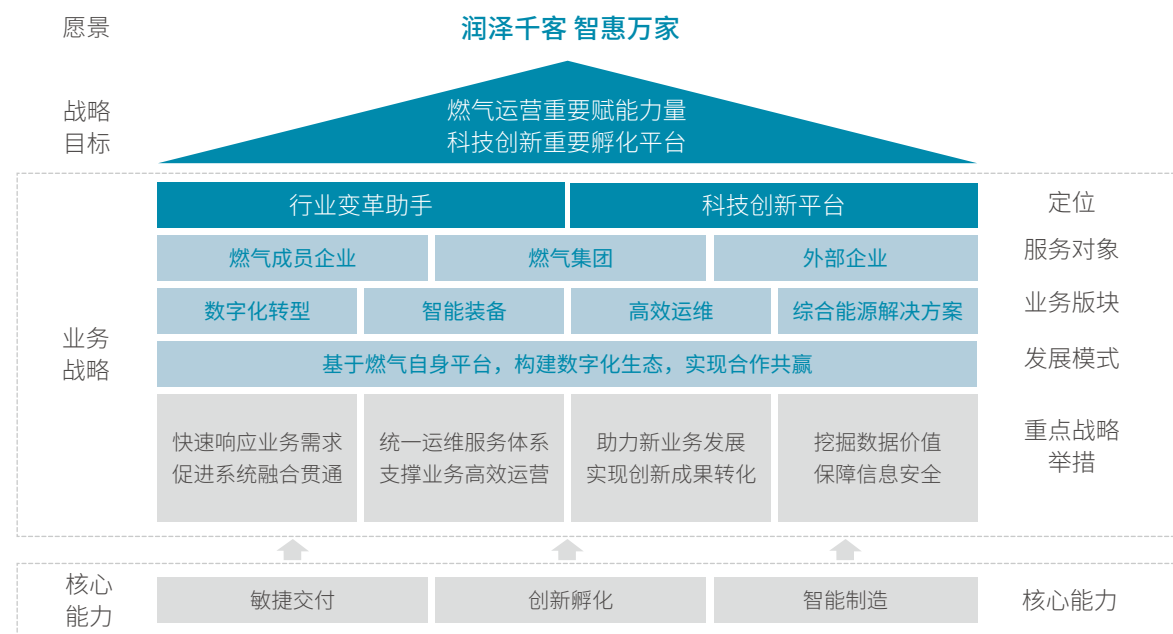 愿景
润泽千客 智惠万家
战略
目标
燃气运营重要赋能力量
科技创新重要孵化平台
行业变革助手
科技创新平台
定位
燃气成员企业
燃气集团
外部企业
服务对象
数字化转型
智能装备
高效运维
综合能源解决方案
业务版块
业务
战略
基于燃气自身平台，构建数字化生态，实现合作共赢
发展模式
快速响应业务需求
促进系统融合贯通
统一运维服务体系
支撑业务高效运营
助力新业务发展
实现创新成果转化
挖掘数据价值
保障信息安全
重点战略
举措
核心
能力
敏捷交付
创新孵化
智能制造
核心能力